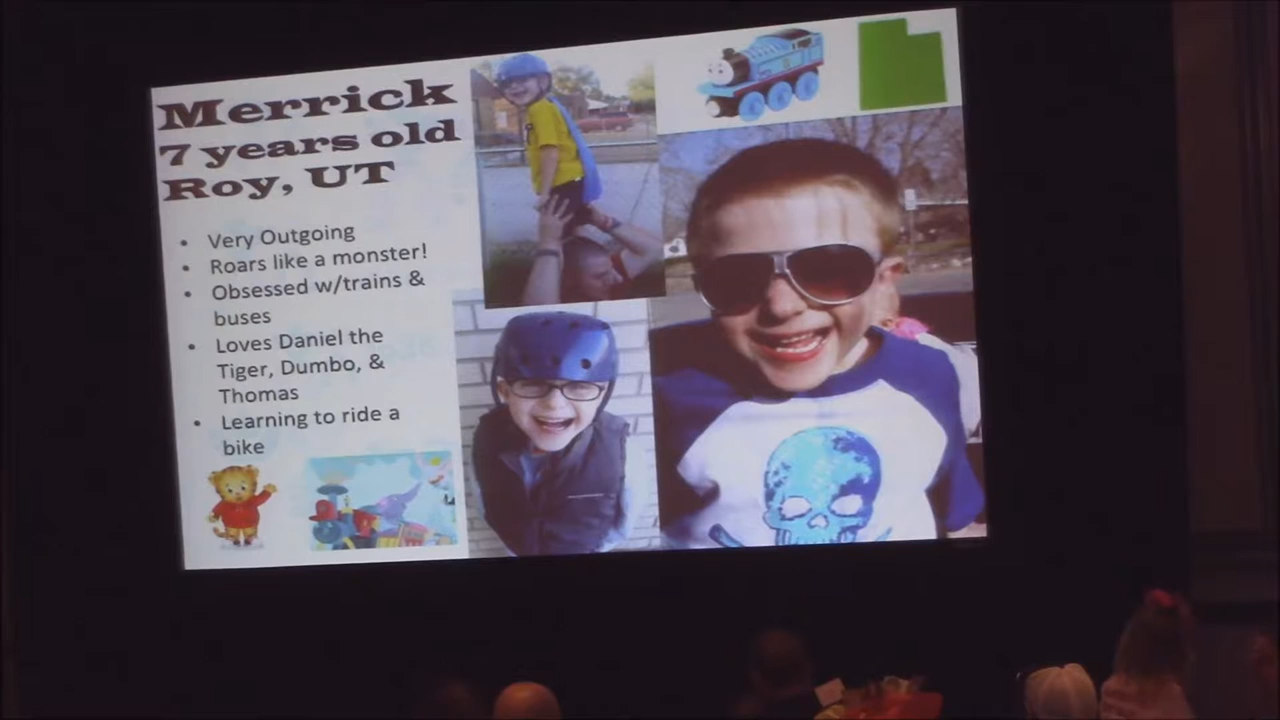 Merrick
7 years old
Roy, UT
• Very Outgoing
• Roars like a monster!
• Obsessed w/trains &
buses
• Loves Daniel the
Tiger, Dumbo, &
Thomas
• Learning to ride a
bike